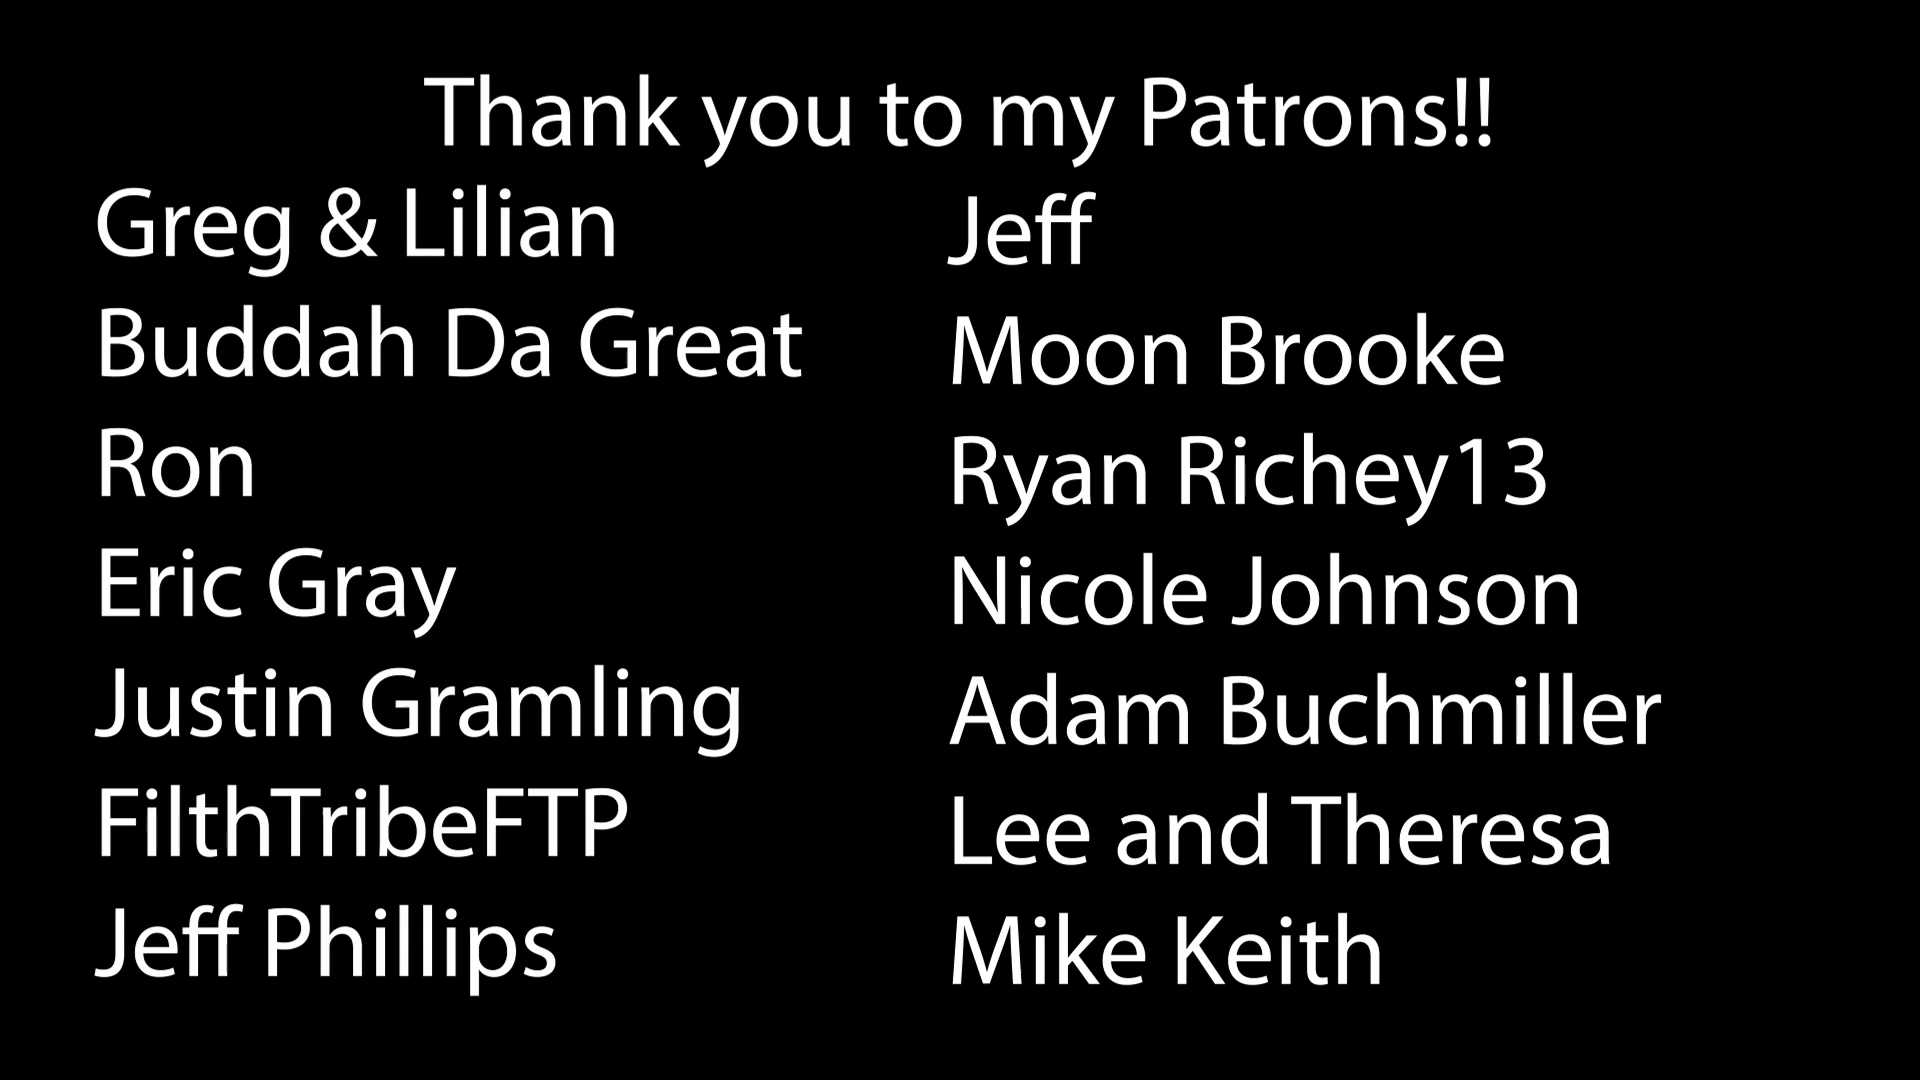 Thank you to my Patrons!!
Greg & Lilian
Buddah Da Great
Ron
Eric Gray
Justin Gramling
FilthTribeFTP
Jeff Phillips
Jeff
Moon Brooke
Ryan Richey13
Nicole Johnson
Adam Buchmiller
Lee and Theresa
Mike Keith